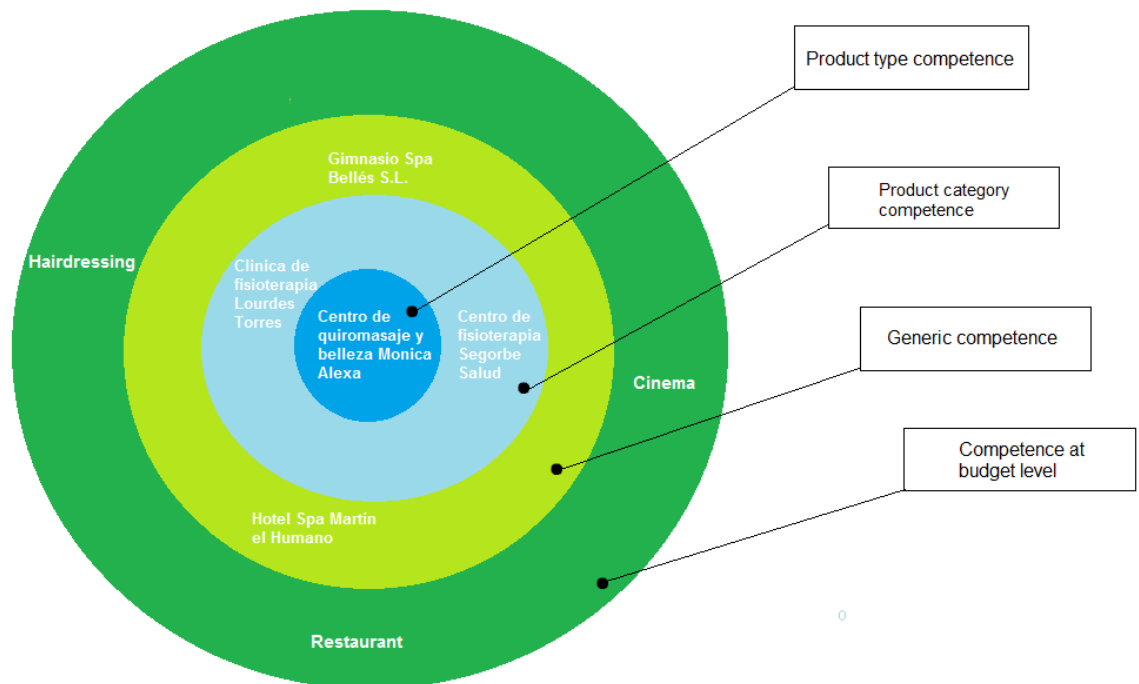 Product type competence
Gimnasio Spa
Bellés S.L.
Product category
competence
Hairdressing
Clinica de
fisioterapia
Lourdes
Torres
Centro de
quiromasaje y
belleza Monica
Alexa
Centro de
fisioterapia
Segorbe
Salud
Generic competence
Cinema
Competence at
budget level
Hotel Spa Martín
el Humano
Restaurant
0